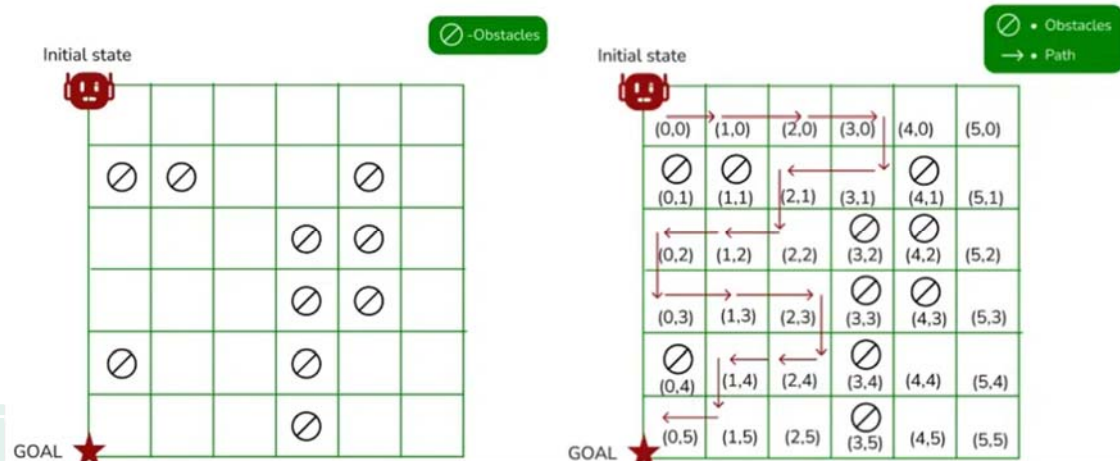 -Obstacles
Initial state
GOAL
• Obstacles
• Path
Initial state
(0,0) (1,0) (2,0) (3,0) (4,0) (5,0)
(0,1) (1,1) (2,1) (3,1) (4,1) (5,1)
(0,2) (1,2) (2,2) (3,2) (4,2) (5,2)
(0,3) (1,3) (2,3) (3,3) (4,3) (5,3)
(0,4) (1,4) (2,4) (3,4) (4,4) (5,4)
(0,5) (1,5) (2,5) (3,5) (4,5) (5,5)
GOAL